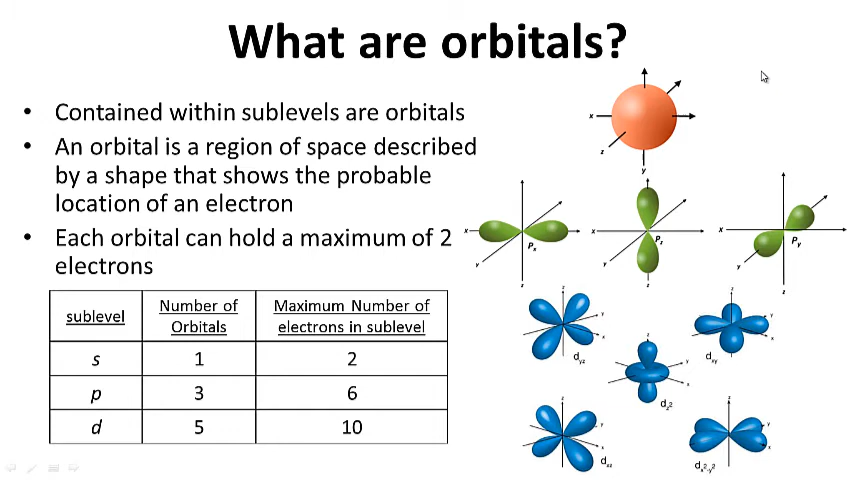 What are orbitals?
• Contained within sublevels are orbitals
• An orbital is a region of space described
by a shape that shows the probable
location of an electron
• Each orbital can hold a maximum of 2
electrons
sublevel
Number of
Orbitals
Maximum Number of
electrons in sublevel
s 1 2
p 3 6
d 5 10
x
z
y
x
y
z
Px
z
x
y
z
Pz
x
y
z
Py
z
y
x
dyz
z
y
x
dxy
z
y
x
dz2
z
y
x
dxz
z
y
x
dx2-y2